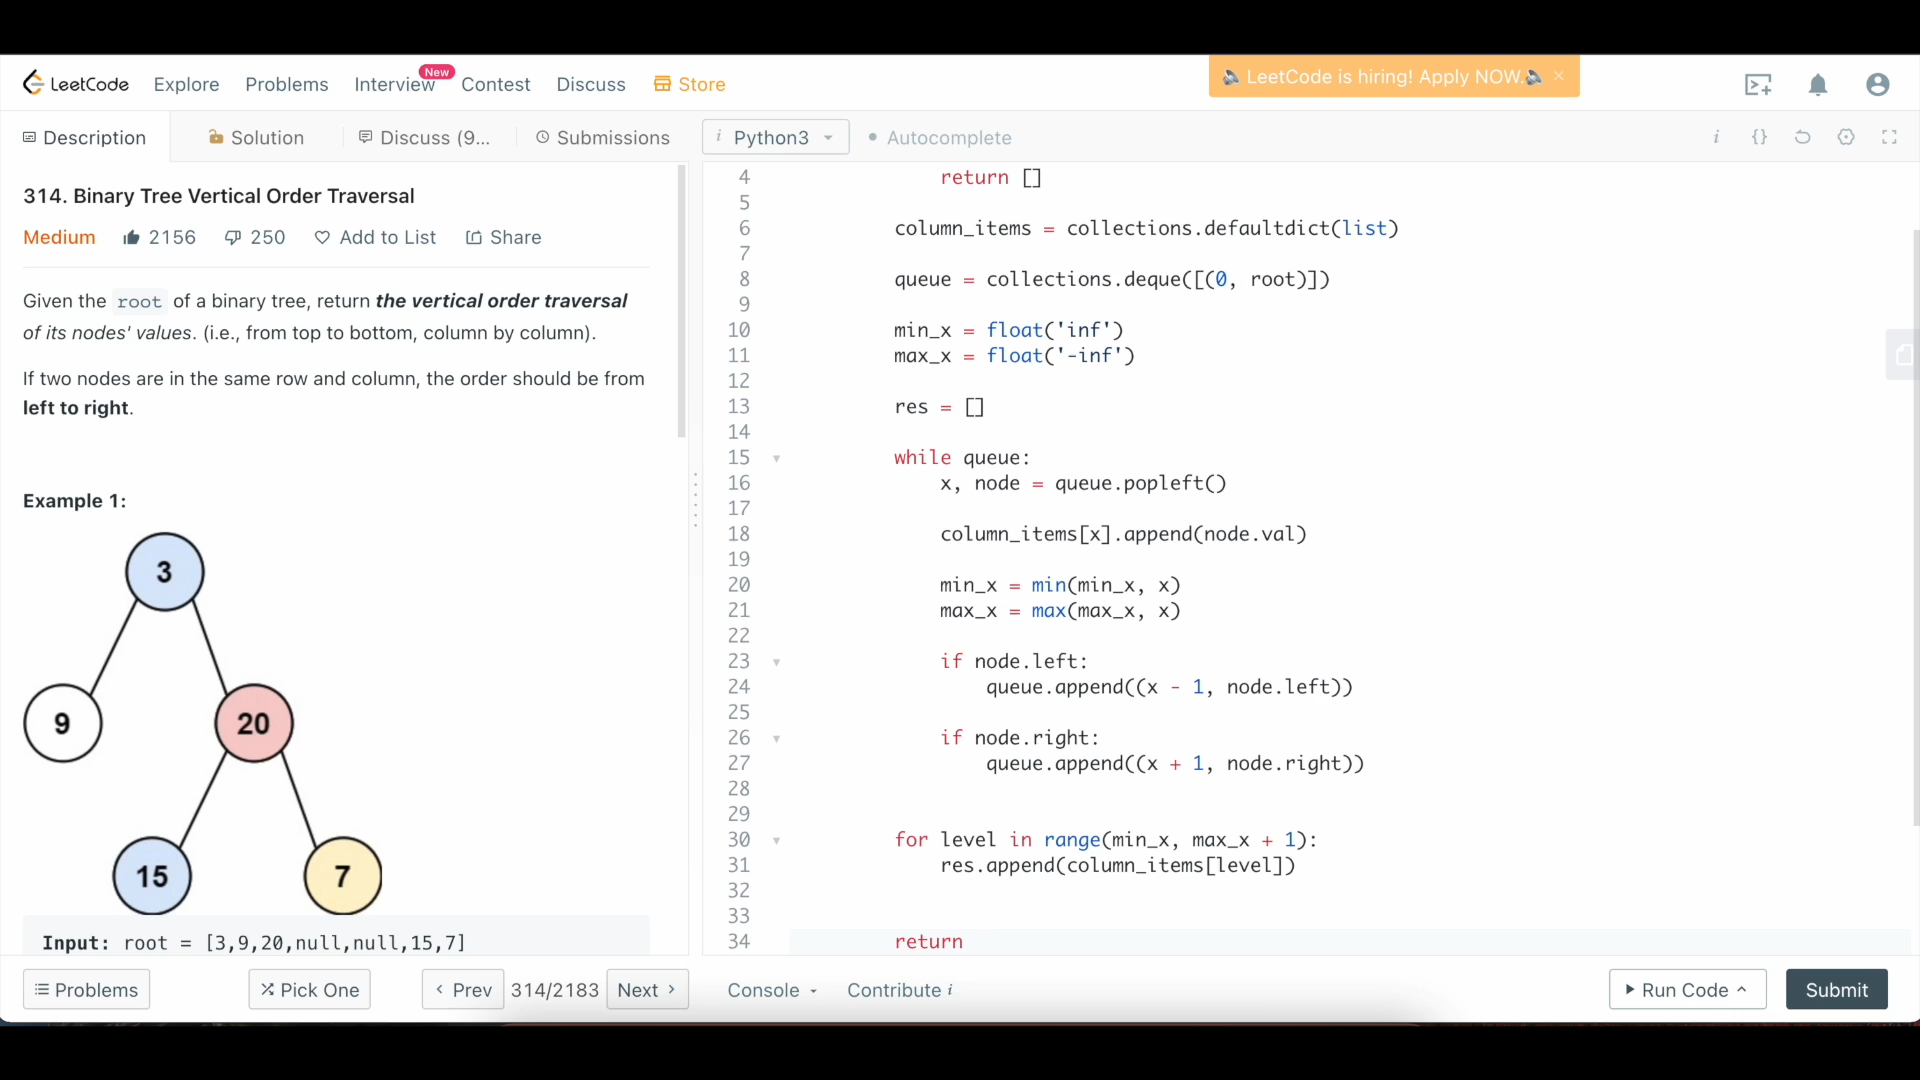 LeetCode Explore Problems Interview New Contest Discuss Store
LeetCode is hiring! Apply NOW. ×
Description Solution Discuss (9... Submissions
i Python3 Autocomplete i {}
314. Binary Tree Vertical Order Traversal
Medium 2156 250 Add to List Share
Given the root of a binary tree, return the vertical order traversal
of its nodes' values. (i.e., from top to bottom, column by column).
If two nodes are in the same row and column, the order should be from
left to right.
Example 1:
3
9 20
15 7
Input: root = [3,9,20,null,null,15,7]
4 return []
5
6 column_items = collections.defaultdict(list)
7
8 queue = collections.deque([(0, root)])
9
10 min_x = float('inf')
11 max_x = float('-inf')
12
13 res = []
14
15 while queue:
16 x, node = queue.popleft()
17
18 column_items[x].append(node.val)
19
20 min_x = min(min_x, x)
21 max_x = max(max_x, x)
22
23 if node.left:
24 queue.append((x - 1, node.left))
25
26 if node.right:
27 queue.append((x + 1, node.right))
28
29
30 for level in range(min_x, max_x + 1):
31 res.append(column_items[level])
32
33
34 return
Problems Pick One Prev 314/2183 Next Console Contribute i Run Code Submit